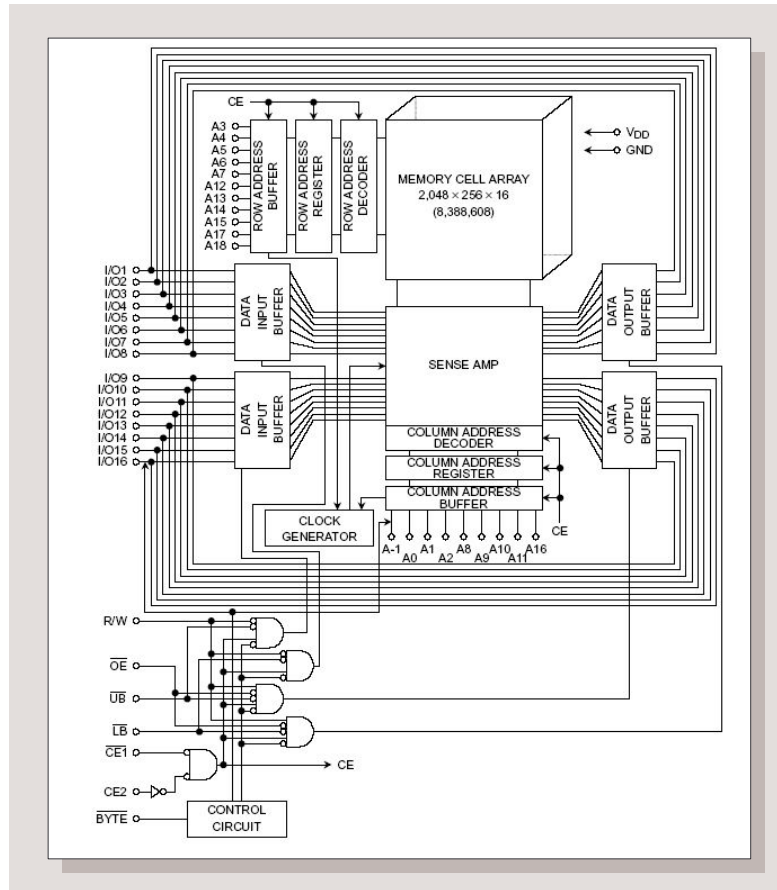 CE
A3
A4
A5
A6
A7
A12
A13
A14
A15
A17
A18
ROW ADDRESS
BUFFER
ROW ADDRESS
REGISTER
ROW ADDRESS
DECODER
MEMORY CELL ARRAY
2,048 × 256 × 16
(8,388,608)
VDD
GND
I/O1
I/O2
I/O3
I/O4
I/O5
I/O6
I/O7
I/O8
DATA
INPUT
BUFFER
DATA
OUTPUT
BUFFER
SENSE AMP
I/O9
I/O10
I/O11
I/O12
I/O13
I/O14
I/O15
I/O16
DATA
INPUT
BUFFER
DATA
OUTPUT
BUFFER
COLUMN ADDRESS
DECODER
COLUMN ADDRESS
REGISTER
COLUMN ADDRESS
BUFFER
CLOCK
GENERATOR
CE
A-1 A1 A8 A10 A16
A0 A2 A9 A11
R/W
OE
UB
LB
CE1
CE
CE2
BYTE
CONTROL
CIRCUIT